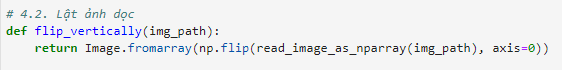 # 4.2. Lật ảnh dọc
def flip_vertically(img_path):
    return Image.fromarray(np.flip(read_image_as_nparray(img_path), axis=0))